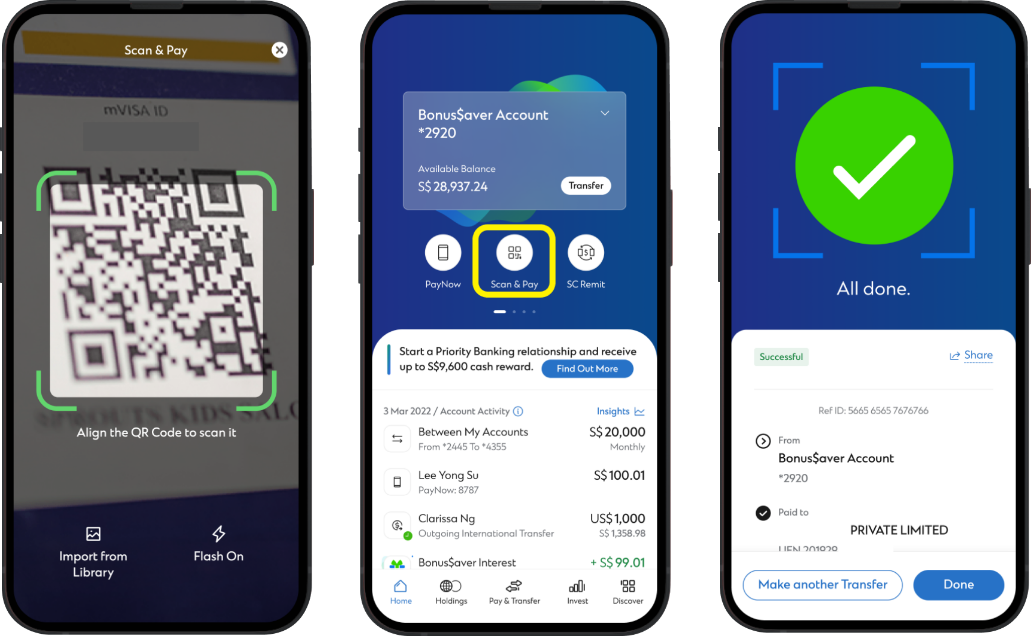 Scan & Pay
mVISA ID
KIDS
Align the QR Code to scan it
Import from
Library
Flash On
Bonus$aver Account
*2920
Available Balance
S$ 28,937.24
Transfer
PayNow
Scan & Pay
SC Remit
Start a Priority Banking relationship and receive
up to S$9,600 cash reward.
Find Out More
3 Mar 2022 / Account Activity
Insights
Between My Accounts
S$ 20,000
From *2445 To *4355
Monthly
Lee Yong Su
S$ 100.01
PayNow: 8787
Clarissa Ng
US$ 1,000
Outgoing International Transfer
S$ 1,358.98
Bonus$aver Interest
+ S$ 99.01
Home
Holdings
Pay & Transfer
Invest
Discover
All done.
Successful
Share
Ref ID: 5665 6565 7676766
From
Bonus$aver Account
*2920
Paid to
PRIVATE LIMITED
UEN 201929
Make another Transfer
Done